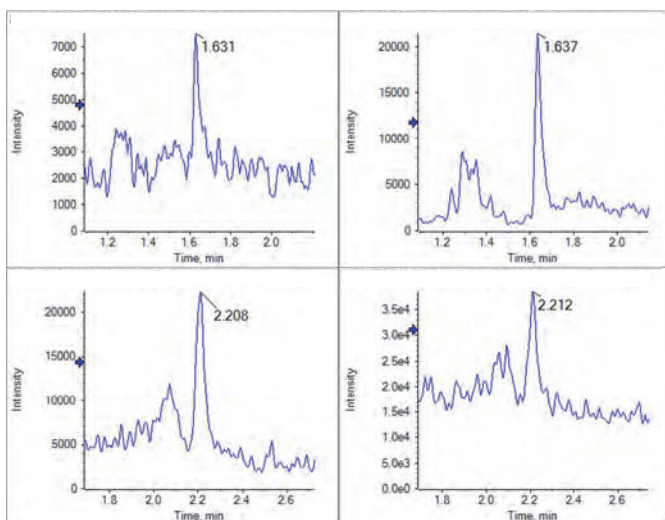 7000
6000
5000
4000
3000
2000
1000
0
Intensity
1.631
1.2 1.4 1.6 1.8 2.0
Time, min
20000
15000
10000
5000
0
Intensity
1.637
1.2 1.4 1.6 1.8 2.0
Time, min
20000
15000
10000
5000
0
Intensity
2.208
1.8 2.0 2.2 2.4 2.6
Time, min
3.5e4
3.0e4
2.5e4
2.0e4
1.5e4
1.0e4
5.0e3
0.0e0
Intensity
2.212
1.8 2.0 2.2 2.4 2.6
Time, min